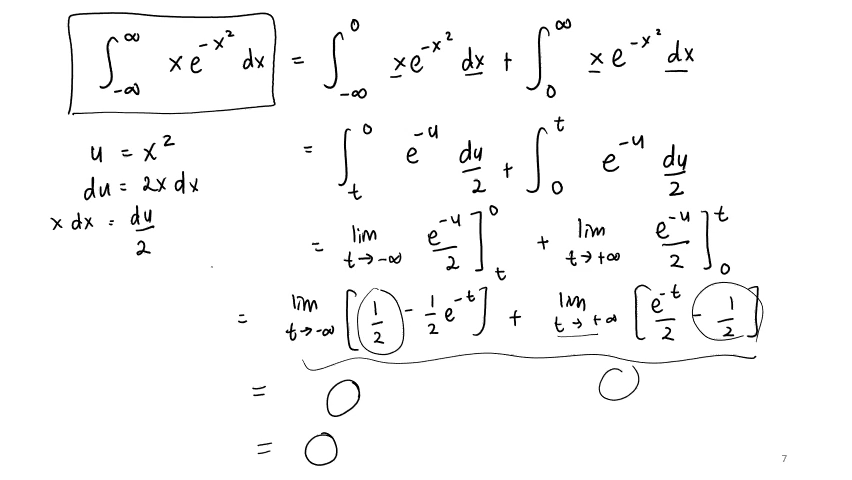 ∫_{-∞}^{∞} x e^{-x²} dx = ∫_{-∞}^{0} x e^{-x²} dx + ∫_{0}^{∞} x e^{-x²} dx
u = x²
du = 2x dx
x dx = du/2
= ∫_{t}^{0} e^{-u} du/2 + ∫_{0}^{t} e^{-u} du/2
= lim_{t→-∞} e^{-u}/2 ]_{t}^{0} + lim_{t→+∞} e^{-u}/2 ]_{0}^{t}
= lim_{t→-∞} [ 1/2 - 1/2 e^{-t} ] + lim_{t→+∞} [ e^{-t}/2 - 1/2 ]
= 0 0
= 0
7